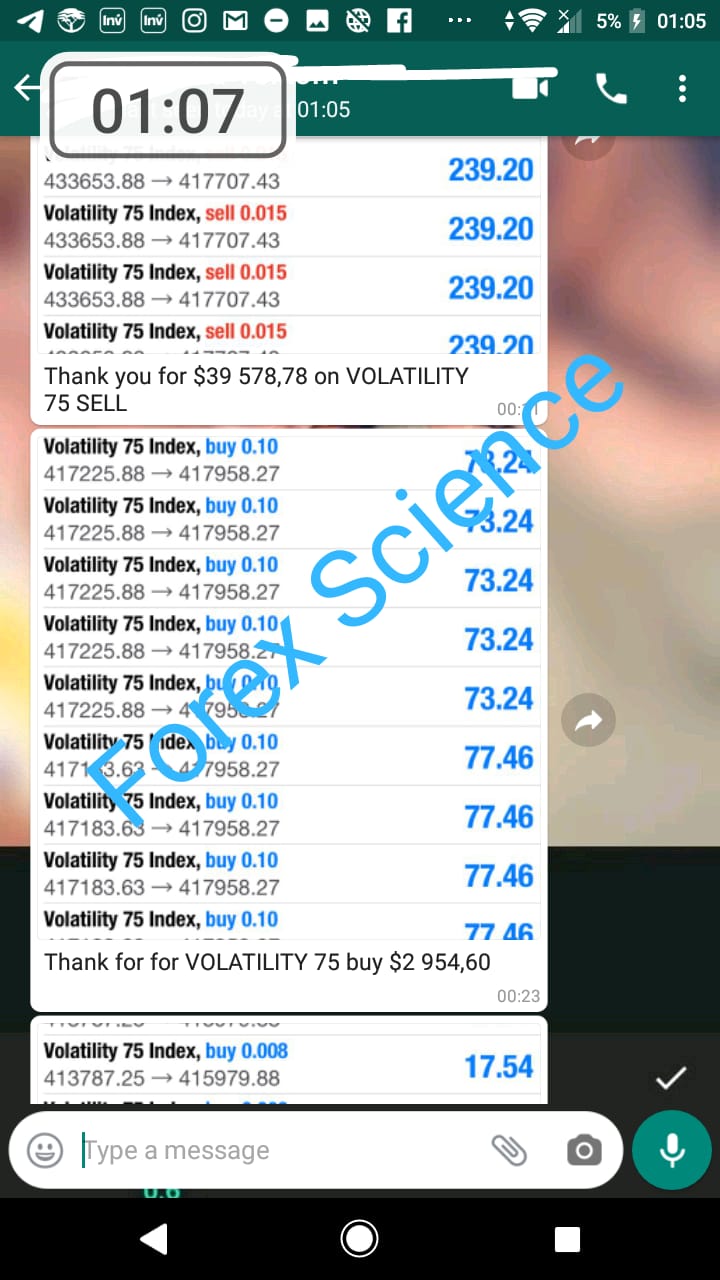 5% 01:05
01:07
01:05
433653.88 → 417707.43 239.20
Volatility 75 Index, sell 0.015
433653.88 → 417707.43 239.20
Volatility 75 Index, sell 0.015
433653.88 → 417707.43 239.20
Volatility 75 Index, sell 0.015
239.20
Thank you for $39 578,78 on VOLATILITY
75 SELL
Volatility 75 Index, buy 0.10
417225.88 → 417958.27 73.24
Volatility 75 Index, buy 0.10
417225.88 → 417958.27 73.24
Volatility 75 Index, buy 0.10
417225.88 → 417958.27 73.24
Volatility 75 Index, buy 0.10
417225.88 → 417958.27 73.24
Volatility 75 Index, buy 0.10
417225.88 → 417958.27 73.24
Volatility 75 Index, buy 0.10
417183.63 → 417958.27 77.46
Volatility 75 Index, buy 0.10
417183.63 → 417958.27 77.46
Volatility 75 Index, buy 0.10
417183.63 → 417958.27 77.46
Volatility 75 Index, buy 0.10
77.46
Thank for for VOLATILITY 75 buy $2 954,60
00:23
Forex Science
Volatility 75 Index, buy 0.008
413787.25 → 415979.88 17.54
Type a message